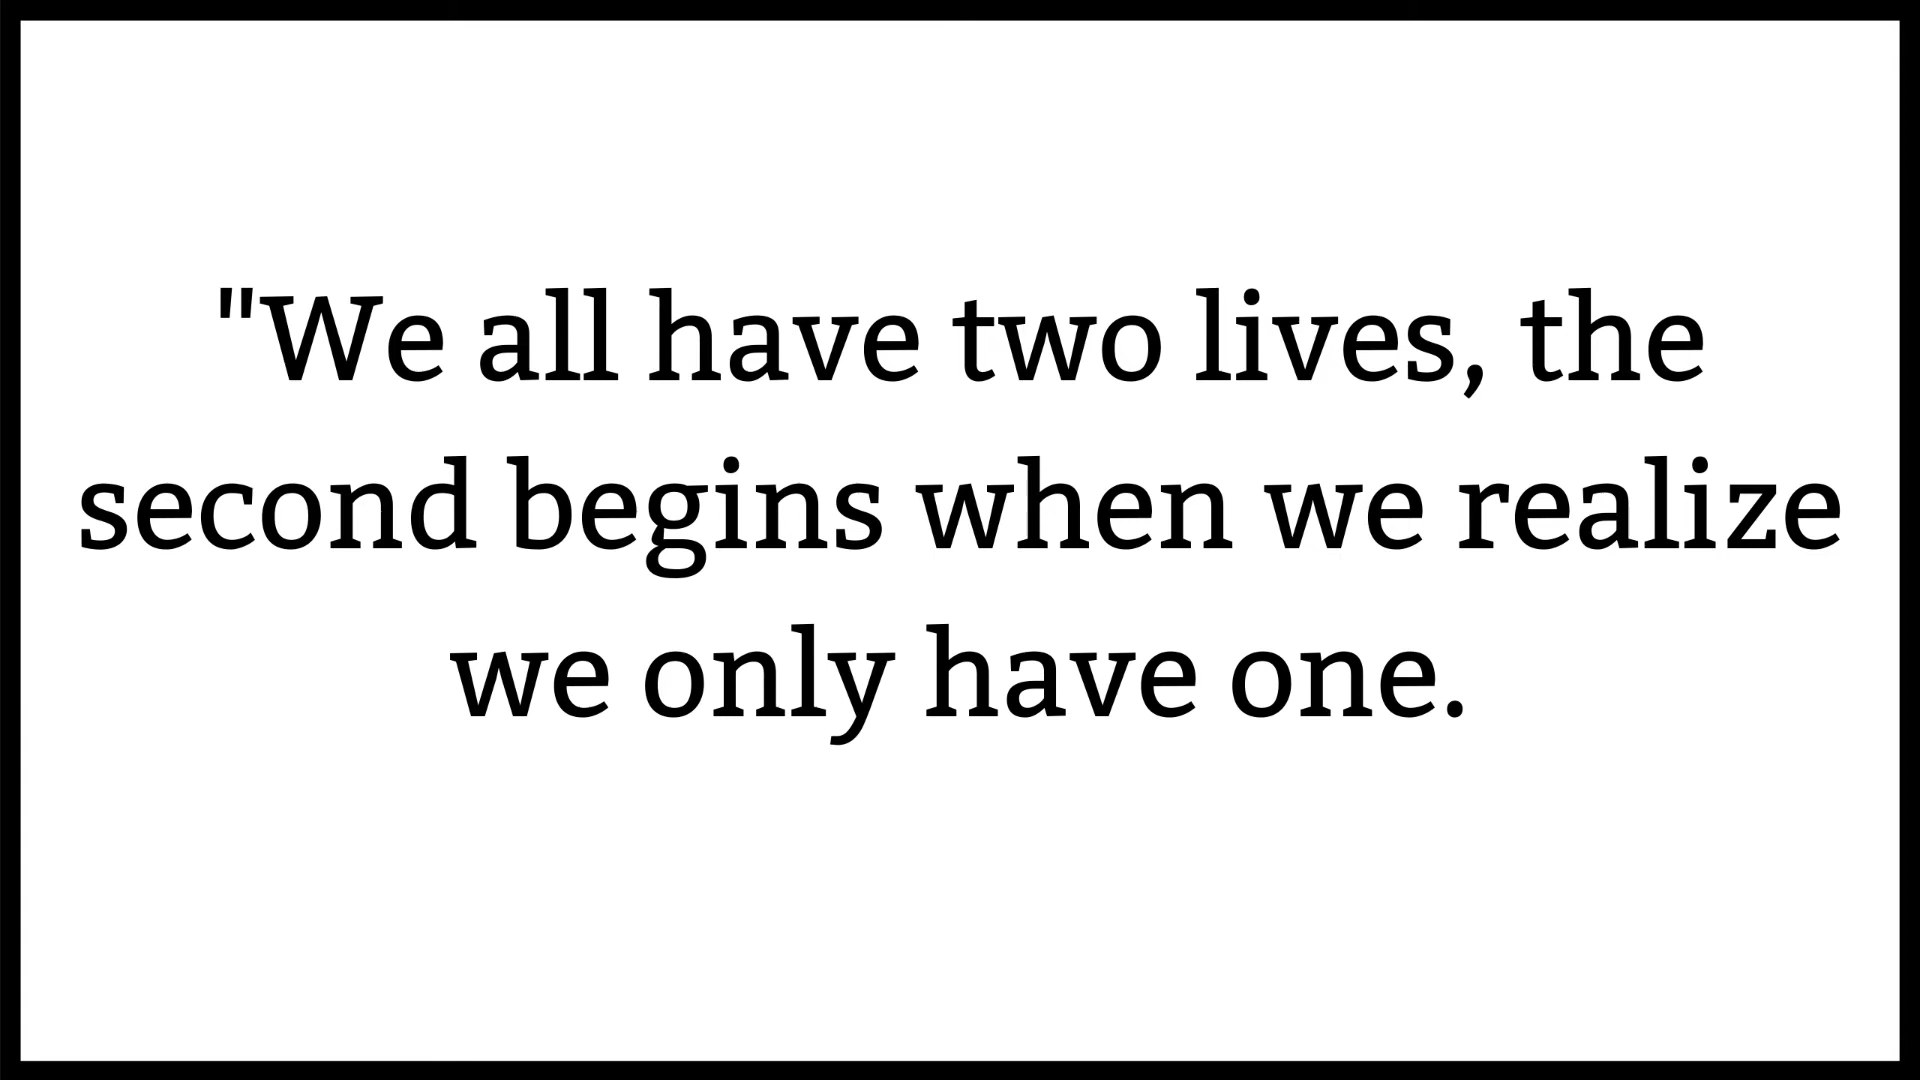 "We all have two lives, the
second begins when we realize
we only have one.